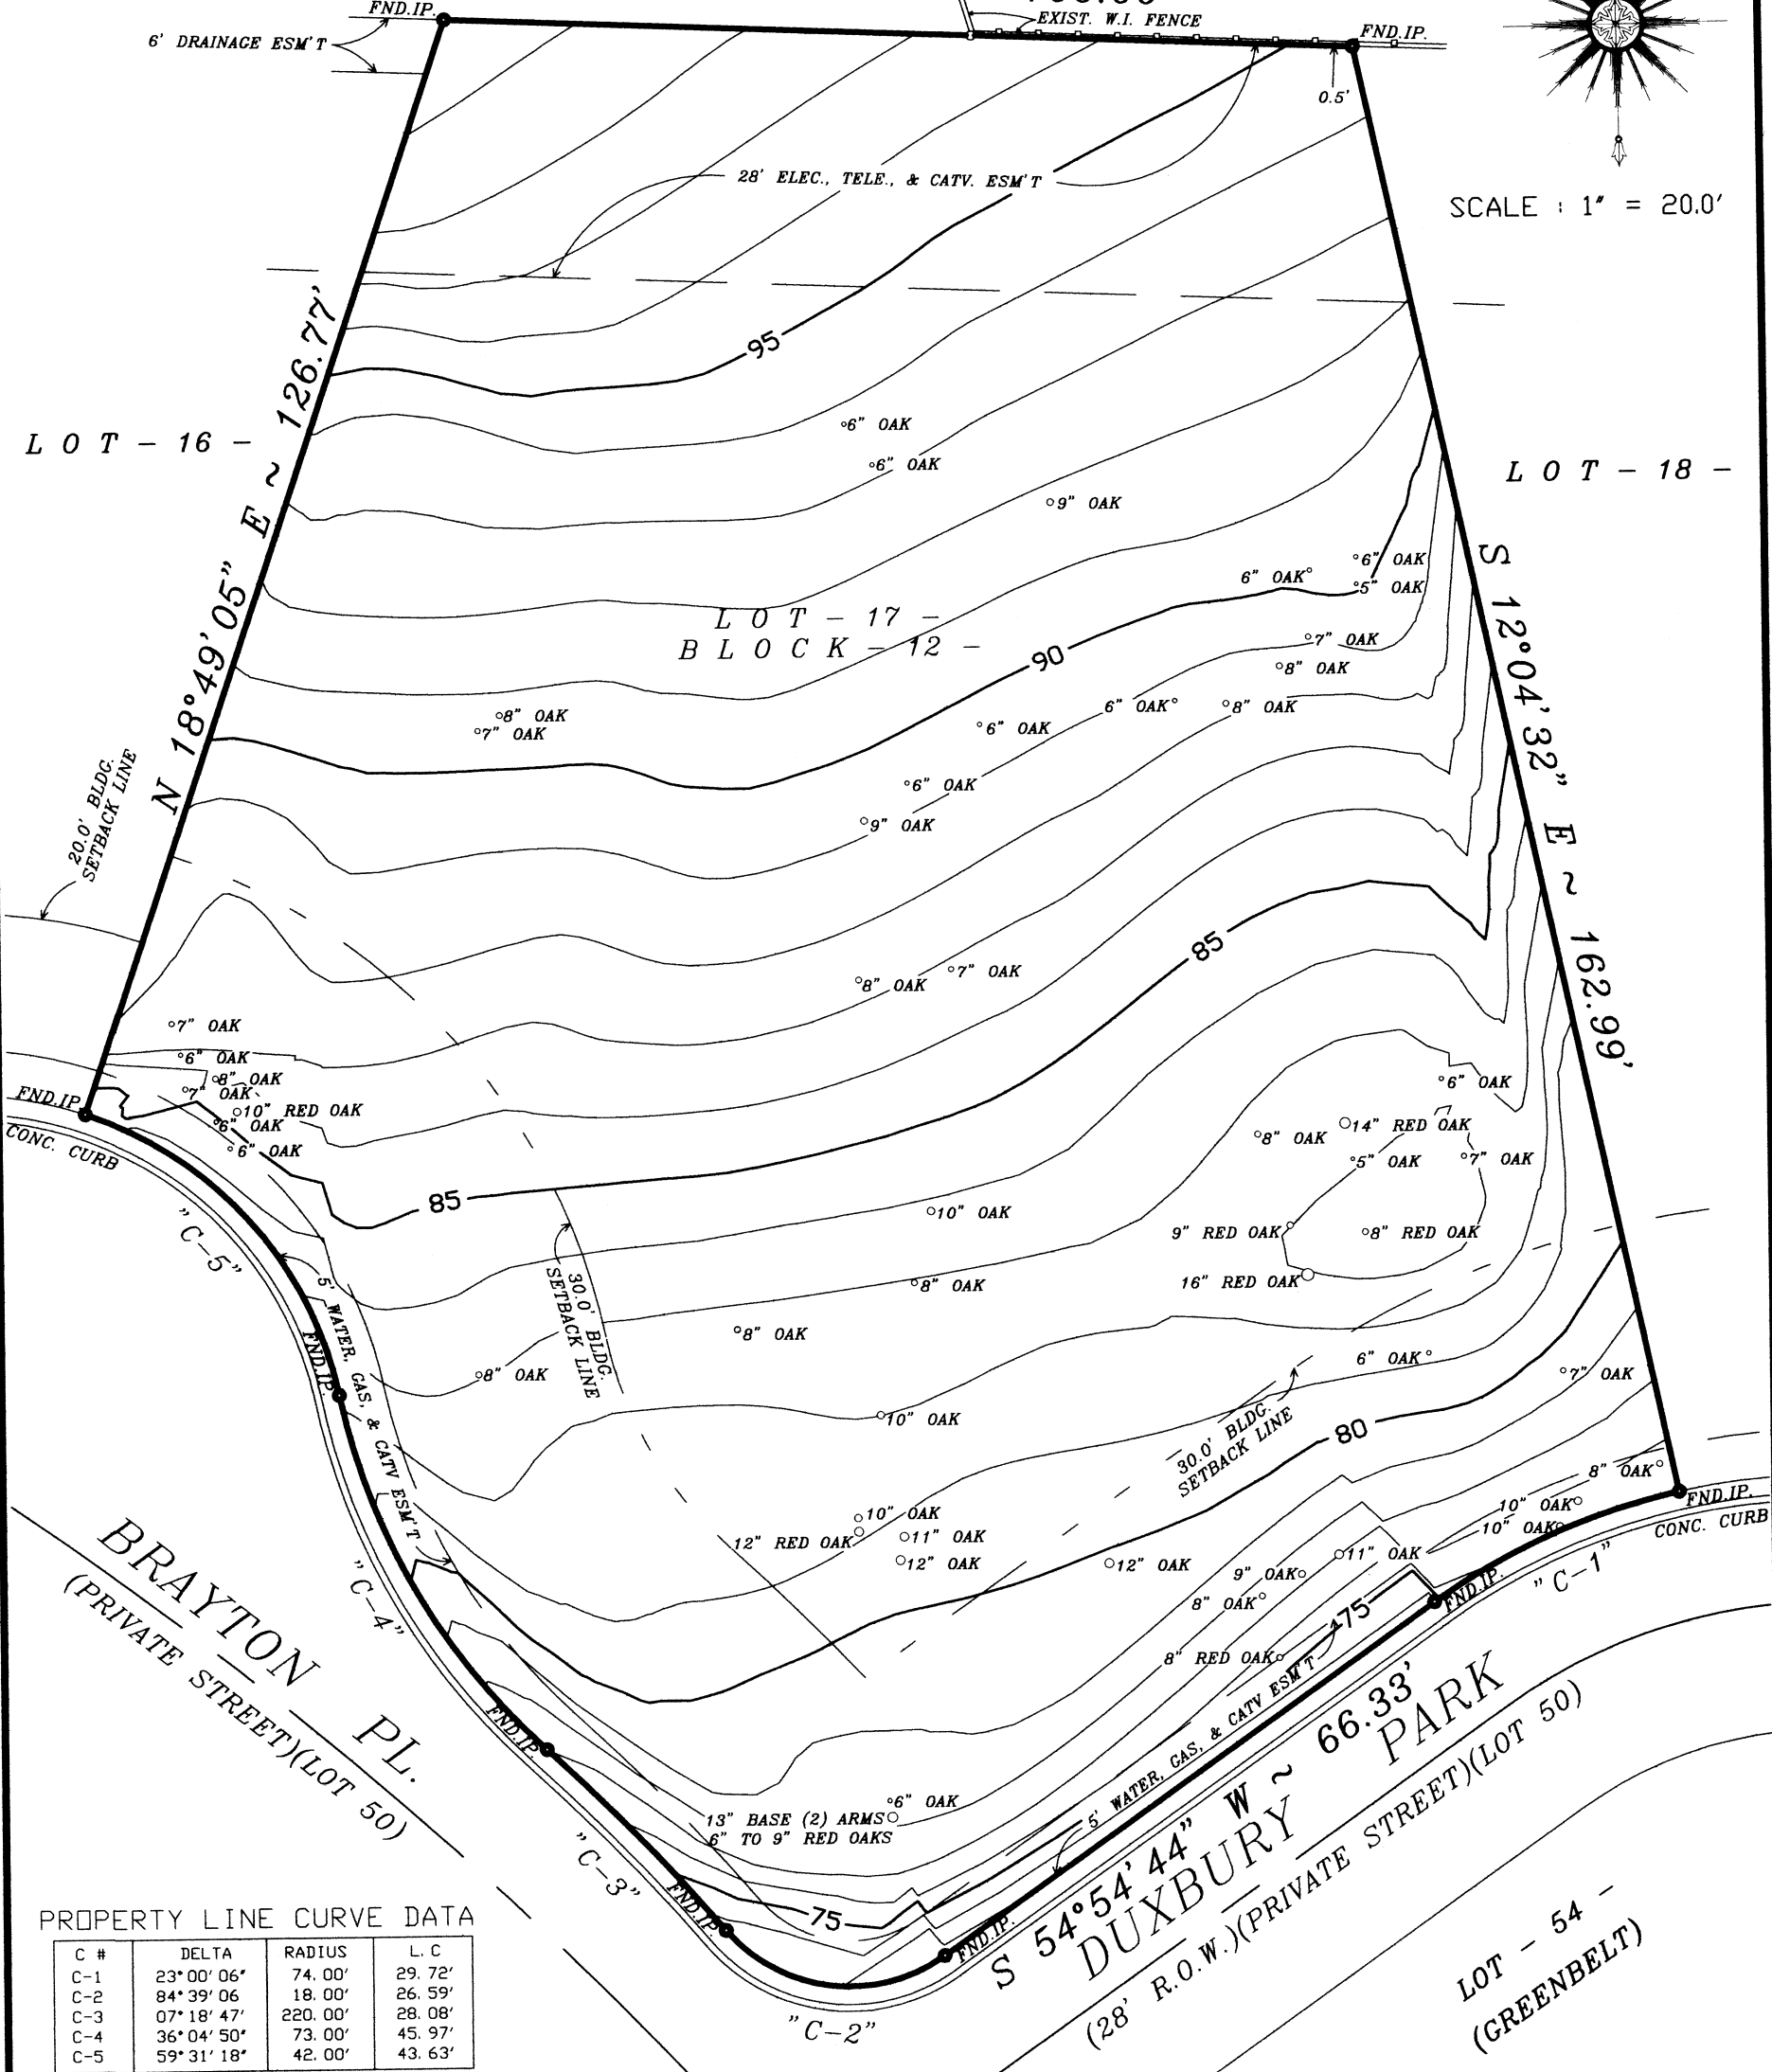 FND.IP.
EXIST. W.I. FENCE
FND.IP.
6' DRAINAGE ESM'T
0.5'
28' ELEC., TELE., & CATV. ESM'T
SCALE : 1" = 20.0'
95
N 18°49'05" E ~ 126.77'
L O T - 16 -
6" OAK
6" OAK
L O T - 18 -
9" OAK
S 12°04'32" E ~ 162.99'
6" OAK
6" OAK
5" OAK
L O T - 17 -
B L O C K - 12 -
90
7" OAK
8" OAK
8" OAK
7" OAK
6" OAK
6" OAK
8" OAK
20.0' BLDG.
SETBACK LINE
6" OAK
9" OAK
85
8" OAK
7" OAK
7" OAK
6" OAK
8" OAK
7" OAK
10" RED OAK
6" OAK
6" OAK
FND.IP.
CONC. CURB
6" OAK
14" RED OAK
8" OAK
5" OAK
7" OAK
85
10" OAK
"C-5"
9" RED OAK
8" RED OAK
16" RED OAK
8" OAK
30.0' BLDG.
SETBACK LINE
8" OAK
8" OAK
5' WATER, GAS, & CATV ESM'T
FND.IP.
6" OAK
7" OAK
10" OAK
80
30.0' BLDG.
SETBACK LINE
8" OAK
10" OAK
10" OAK
FND.IP.
CONC. CURB
10" OAK
12" RED OAK
11" OAK
12" OAK
12" OAK
9" OAK
11" OAK
8" OAK
"C-1"
FND.IP.
75
8" RED OAK
"C-4"
BRAYTON PL.
(PRIVATE STREET)(LOT 50)
FND.IP.
5' WATER, GAS, & CATV ESM'T
S 54°54'44" W ~ 66.33'
DUXBURY PARK
(28' R.O.W.)(PRIVATE STREET)(LOT 50)
6" OAK
13" BASE (2) ARMS
6" TO 9" RED OAKS
"C-3"
FND.IP.
75
FND.IP.
"C-2"
LOT - 54 -
(GREENBELT)
PROPERTY LINE CURVE DATA
C # DELTA RADIUS L.C
C-1 23°00'06" 74.00' 29.72'
C-2 84°39'06 18.00' 26.59'
C-3 07°18'47' 220.00' 28.08'
C-4 36°04'50" 73.00' 45.97'
C-5 59°31'18" 42.00' 43.63'